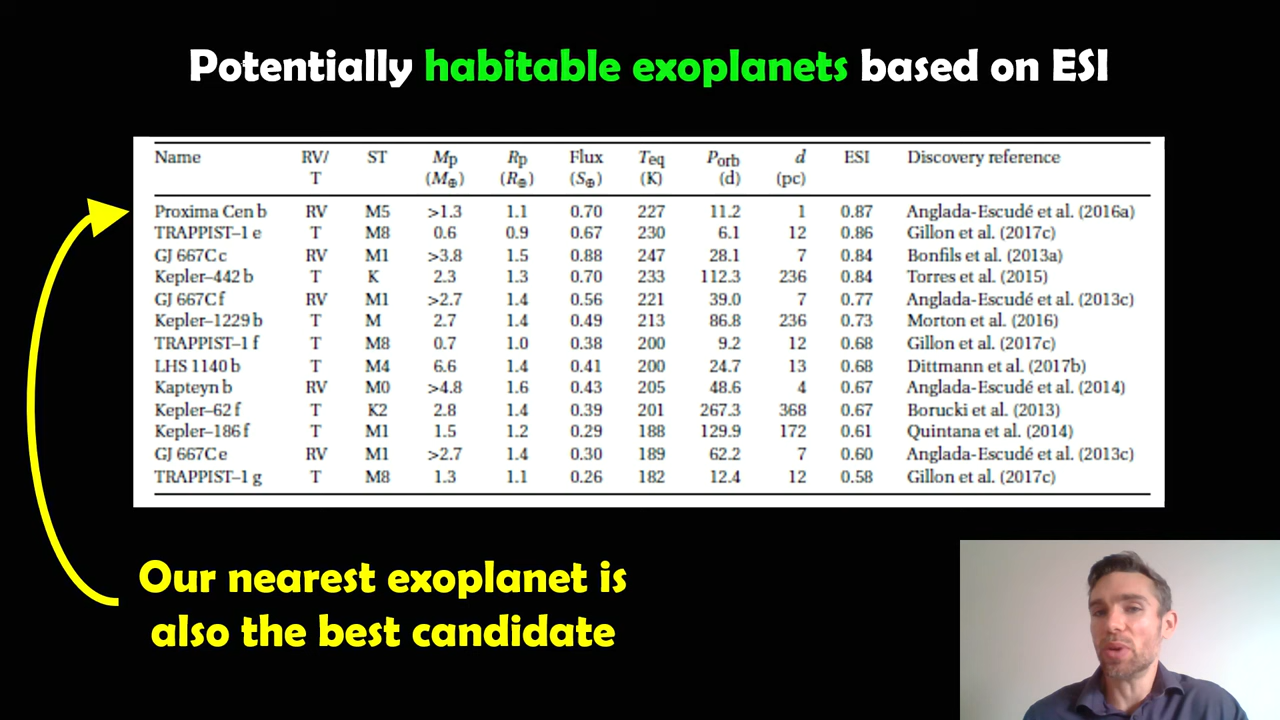 Potentially habitable exoplanets based on ESI
Name RV/ ST Mp Rp Flux Teq Porb d ESI Discovery reference
T (M⊕) (R⊕) (S⊕) (K) (d) (pc)
Proxima Cen b RV M5 >1.3 1.1 0.70 227 11.2 1 0.87 Anglada-Escudé et al. (2016a)
TRAPPIST–1 e T M8 0.6 0.9 0.67 230 6.1 12 0.86 Gillon et al. (2017c)
GJ 667C c RV M1 >3.8 1.5 0.88 247 28.1 7 0.84 Bonfils et al. (2013a)
Kepler–442 b T K 2.3 1.3 0.70 233 112.3 236 0.84 Torres et al. (2015)
GJ 667C f RV M1 >2.7 1.4 0.56 221 39.0 7 0.77 Anglada-Escudé et al. (2013c)
Kepler–1229 b T M 2.7 1.4 0.49 213 86.8 236 0.73 Morton et al. (2016)
TRAPPIST–1 f T M8 0.7 1.0 0.38 200 9.2 12 0.68 Gillon et al. (2017c)
LHS 1140 b T M4 6.6 1.4 0.41 200 24.7 13 0.68 Dittmann et al. (2017b)
Kapteyn b RV M0 >4.8 1.6 0.43 205 48.6 4 0.67 Anglada-Escudé et al. (2014)
Kepler–62 f T K2 2.8 1.4 0.39 201 267.3 368 0.67 Borucki et al. (2013)
Kepler–186 f T M1 1.5 1.2 0.29 188 129.9 172 0.61 Quintana et al. (2014)
GJ 667C e RV M1 >2.7 1.4 0.30 189 62.2 7 0.60 Anglada-Escudé et al. (2013c)
TRAPPIST–1 g T M8 1.3 1.1 0.26 182 12.4 12 0.58 Gillon et al. (2017c)
Our nearest exoplanet is
also the best candidate